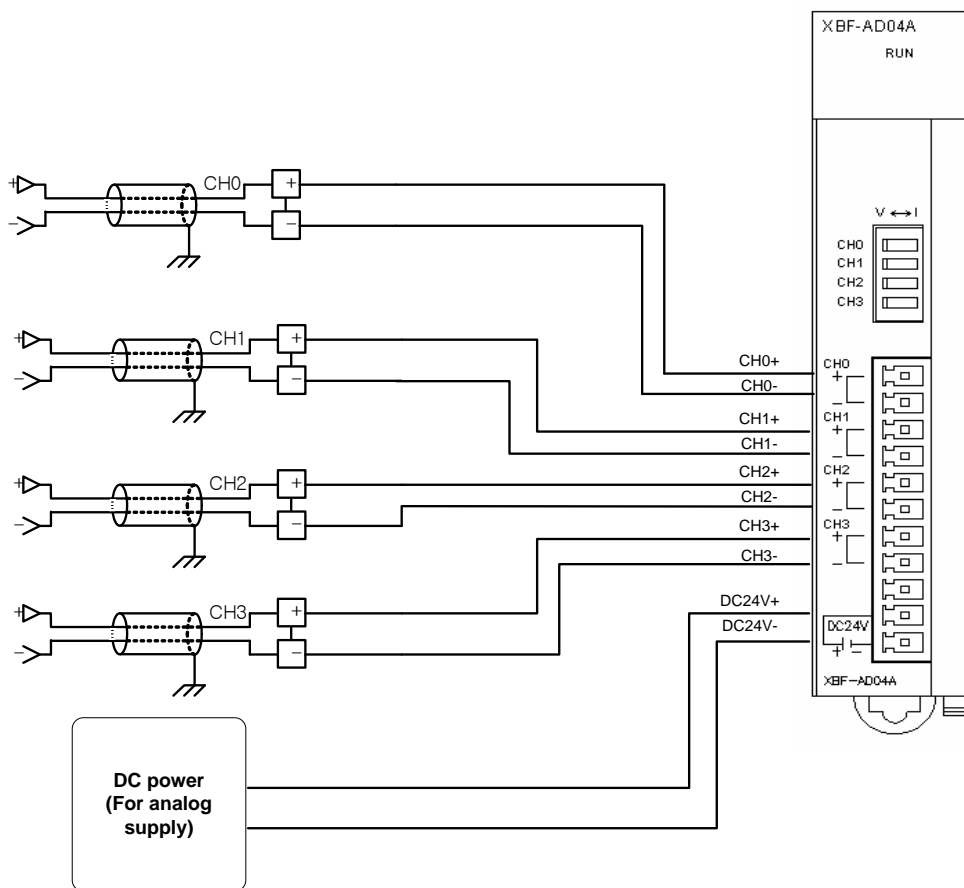 XBF-AD04A
RUN
V ↔ I
CH0
CH1
CH2
CH3
+
CH0
+
−
−
+
CH1
+
−
−
+
CH2
+
−
−
+
CH3
+
−
−
CH0+
CH0-
CH1+
CH1-
CH2+
CH2-
CH3+
CH3-
DC24V+
DC24V-
CH0
+
−
CH1
+
−
CH2
+
−
CH3
+
−
DC24V
+ −
XBF-AD04A
DC power
(For analog
supply)